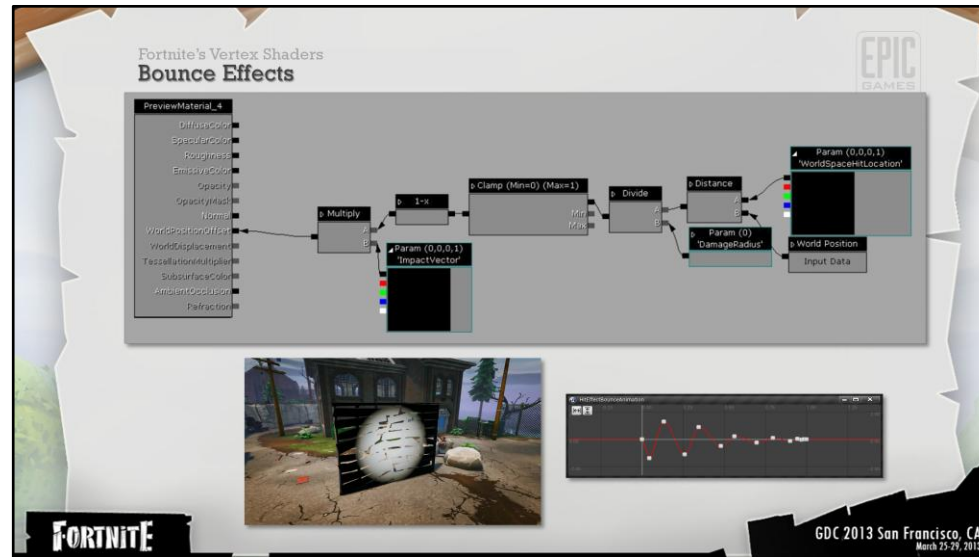 Fortnite's Vertex Shaders
Bounce Effects
EPIC
GAMES
PreviewMaterial_4
DiffuseColor
SpecularColor
Roughness
EmissiveColor
Opacity
OpacityMask
Normal
WorldPositionOffset
WorldDisplacement
TessellationMultiplier
SubsurfaceColor
AmbientOcclusion
Refraction
Multiply
A
B
1-x
Param (0,0,0,1)
'ImpactVector'
Clamp (Min=0) (Max=1)
Min
Max
Divide
A
B
Distance
A
B
Param (0)
'DamageRadius'
Param (0,0,0,1)
'WorldSpaceHitLocation'
World Position
Input Data
HitEffectBounceAnimation
FORTNITE
GDC 2013 San Francisco, CA
March 25-29, 2013